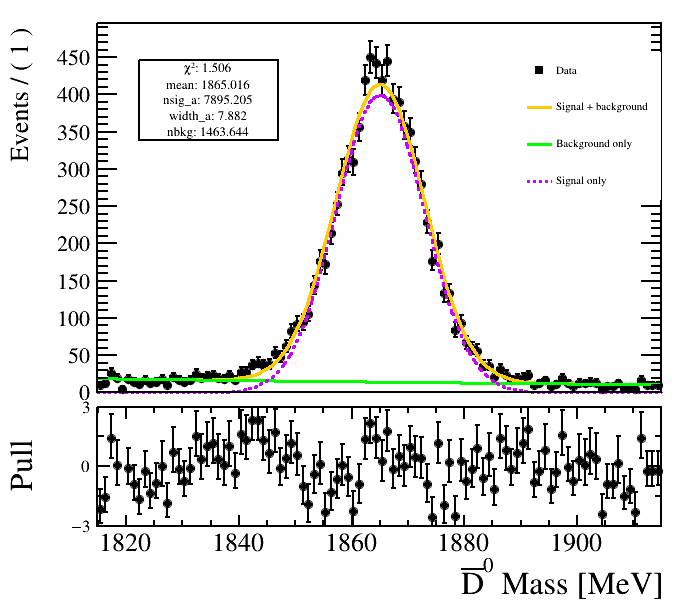 Events / ( 1 )
450
400
350
300
250
200
150
100
50
0
χ²: 1.506
mean: 1865.016
nsig_a: 7895.205
width_a: 7.882
nbkg: 1463.644
Data
Signal + background
Background only
Signal only
Pull
3
0
−3
1820 1840 1860 1880 1900
D̅⁰ Mass [MeV]